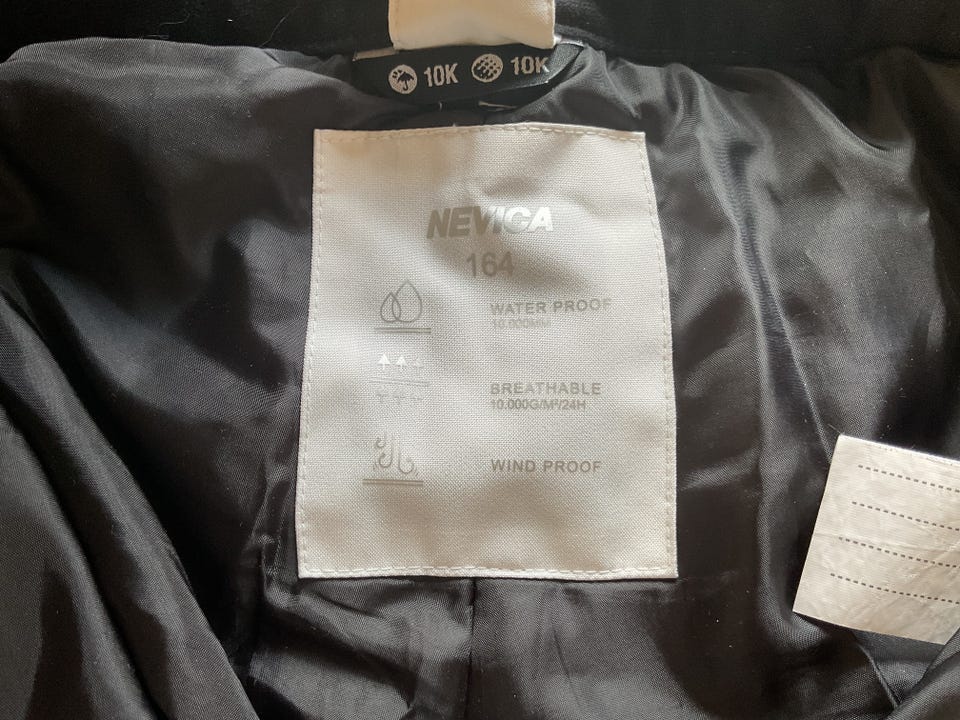 10K 10K
NEVICA
164
WATER PROOF
10.000MM
BREATHABLE
10.000G/M²/24H
WIND PROOF